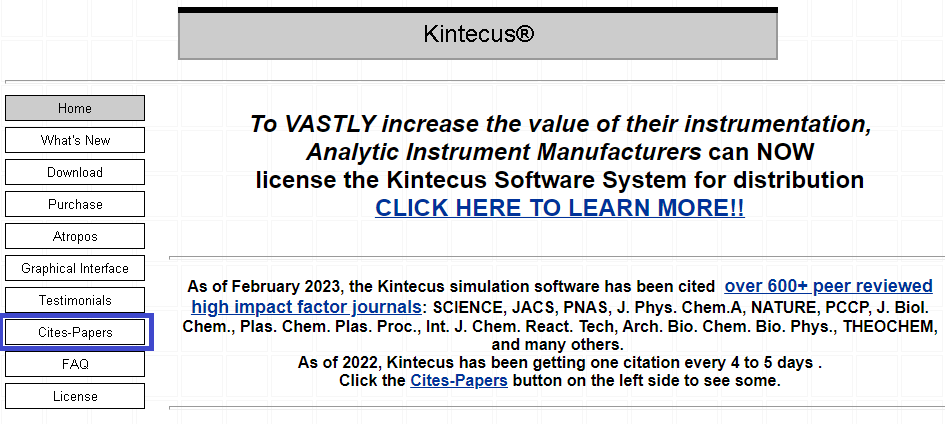 Kintecus®
Home
What's New
Download
Purchase
Atropos
Graphical Interface
Testimonials
Cites-Papers
FAQ
License
To VASTLY increase the value of their instrumentation,
Analytic Instrument Manufacturers can NOW
license the Kintecus Software System for distribution
CLICK HERE TO LEARN MORE!!
As of February 2023, the Kintecus simulation software has been cited over 600+ peer reviewed
high impact factor journals: SCIENCE, JACS, PNAS, J. Phys. Chem.A, NATURE, PCCP, J. Biol.
Chem., Plas. Chem. Plas. Proc., Int. J. Chem. React. Tech, Arch. Bio. Chem. Bio. Phys., THEOCHEM,
and many others.
As of 2022, Kintecus has been getting one citation every 4 to 5 days .
Click the Cites-Papers button on the left side to see some.